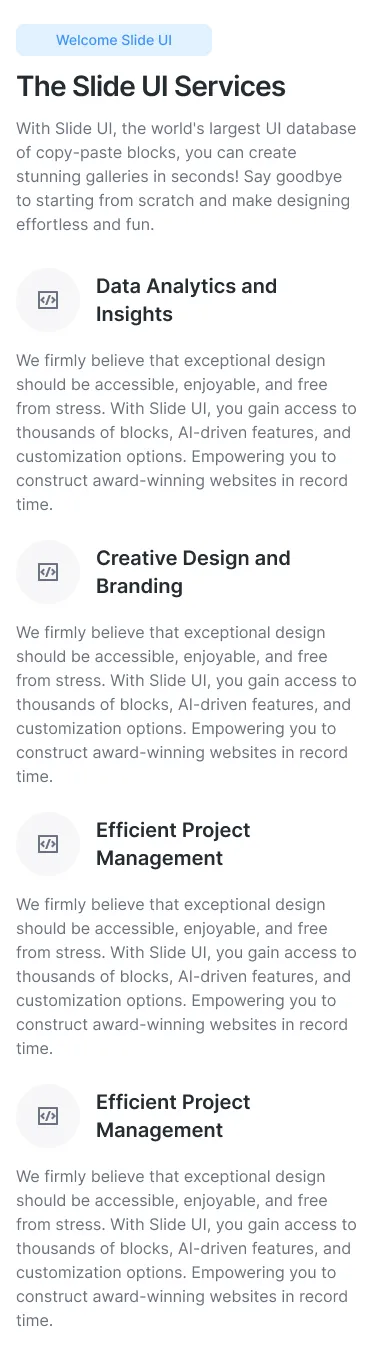 Welcome Slide UI
The Slide UI Services
With Slide UI, the world's largest UI database
of copy-paste blocks, you can create
stunning galleries in seconds! Say goodbye
to starting from scratch and make designing
effortless and fun.
Data Analytics and
Insights
We firmly believe that exceptional design
should be accessible, enjoyable, and free
from stress. With Slide UI, you gain access to
thousands of blocks, AI-driven features, and
customization options. Empowering you to
construct award-winning websites in record
time.
Creative Design and
Branding
We firmly believe that exceptional design
should be accessible, enjoyable, and free
from stress. With Slide UI, you gain access to
thousands of blocks, AI-driven features, and
customization options. Empowering you to
construct award-winning websites in record
time.
Efficient Project
Management
We firmly believe that exceptional design
should be accessible, enjoyable, and free
from stress. With Slide UI, you gain access to
thousands of blocks, AI-driven features, and
customization options. Empowering you to
construct award-winning websites in record
time.
Efficient Project
Management
We firmly believe that exceptional design
should be accessible, enjoyable, and free
from stress. With Slide UI, you gain access to
thousands of blocks, AI-driven features, and
customization options. Empowering you to
construct award-winning websites in record
time.